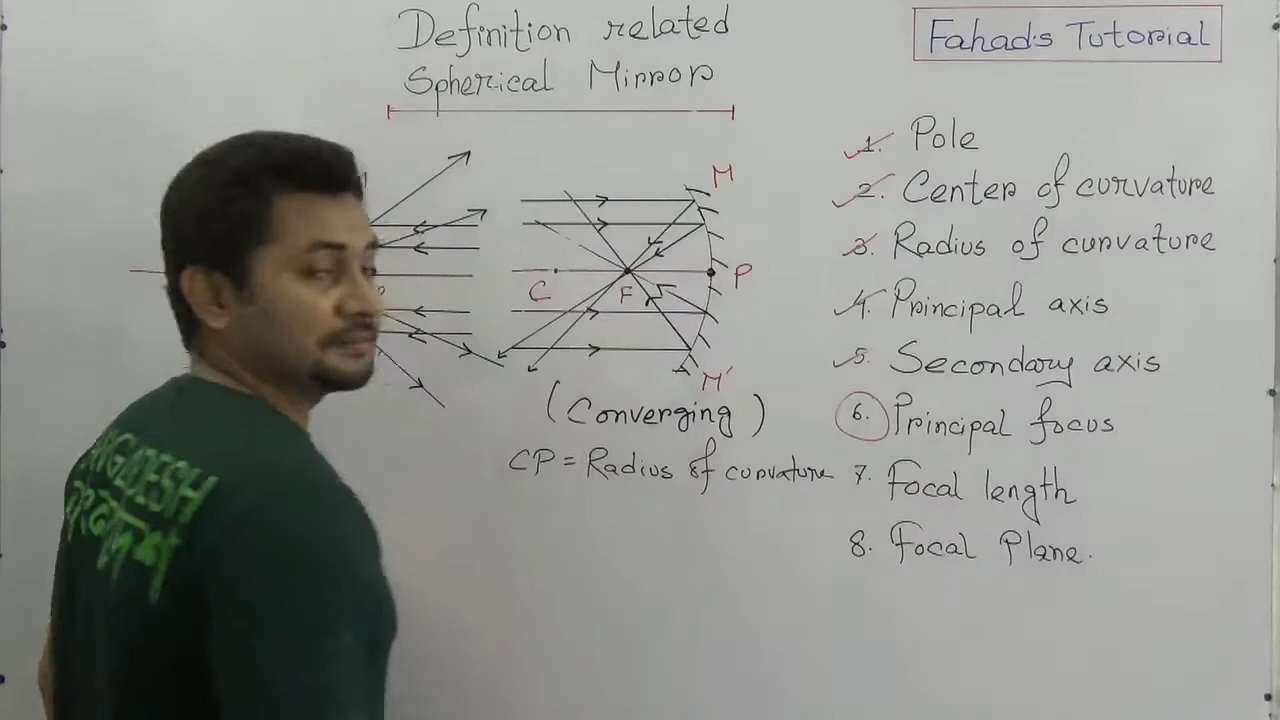 Definition related
Spherical Mirror
Fahad's Tutorial
M
C
F
P
M'
(Converging)
CP = Radius of curvature
1. Pole
2. Center of curvature
3. Radius of curvature
4. Principal axis
5. Secondary axis
6. Principal focus
7. Focal length
8. Focal Plane.